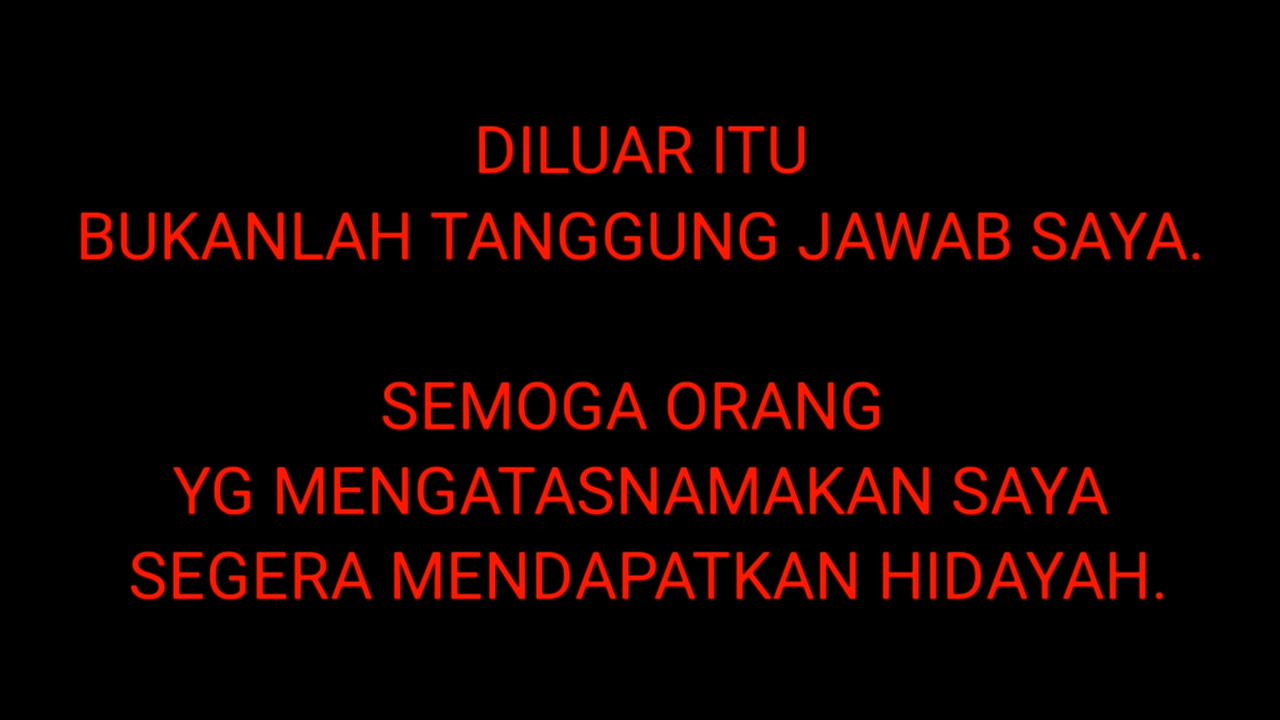 DILUAR ITU
BUKANLAH TANGGUNG JAWAB SAYA.
SEMOGA ORANG
YG MENGATASNAMAKAN SAYA
SEGERA MENDAPATKAN HIDAYAH.